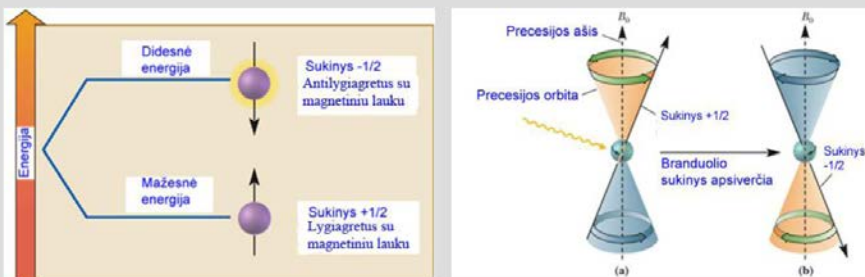 Energija
Didesnė
energija
Sukinys -1/2
Antilygiagretus su
magnetiniu lauku
Mažesnė
energija
Sukinys +1/2
Lygiagretus su
magnetiniu lauku
Precesijos ašis
B₀
Precesijos orbita
Sukinys +1/2
Branduolio
sukinys apsiverčia
(a)
B₀
Sukinys
-1/2
(b)